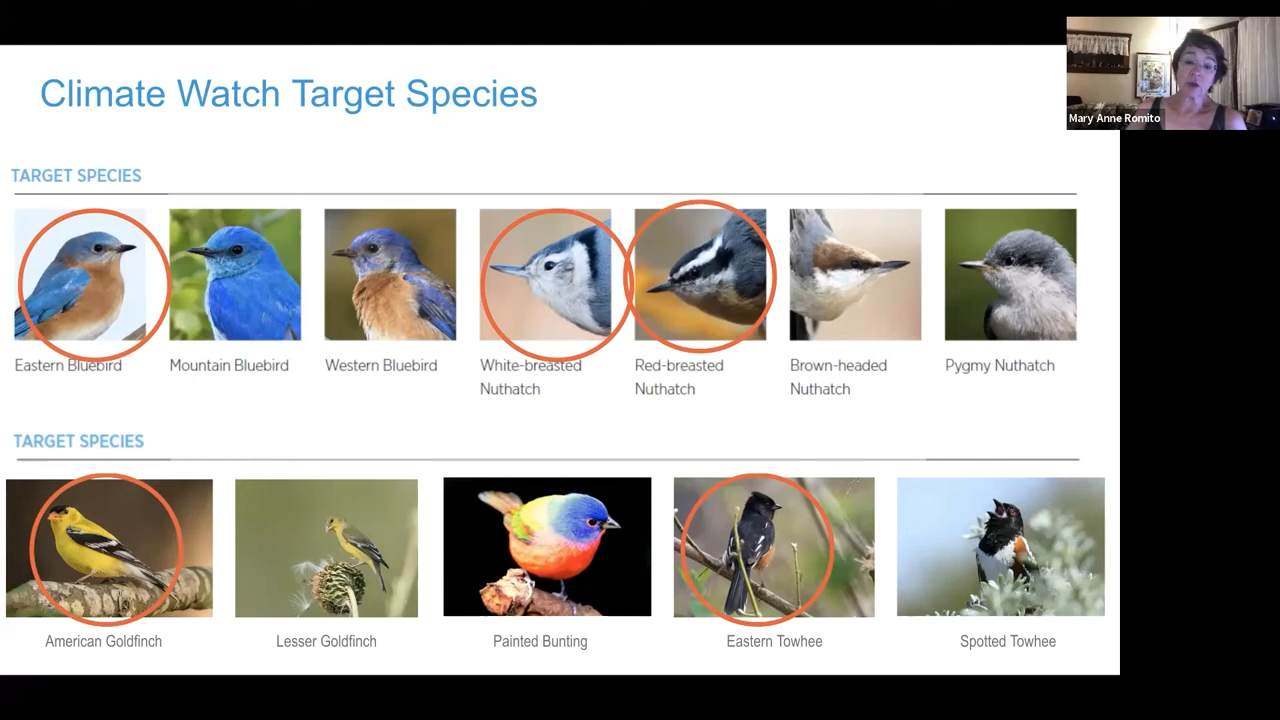 Climate Watch Target Species
Mary Anne Romito
TARGET SPECIES
Eastern Bluebird
Mountain Bluebird
Western Bluebird
White-breasted
Nuthatch
Red-breasted
Nuthatch
Brown-headed
Nuthatch
Pygmy Nuthatch
TARGET SPECIES
American Goldfinch
Lesser Goldfinch
Painted Bunting
Eastern Towhee
Spotted Towhee